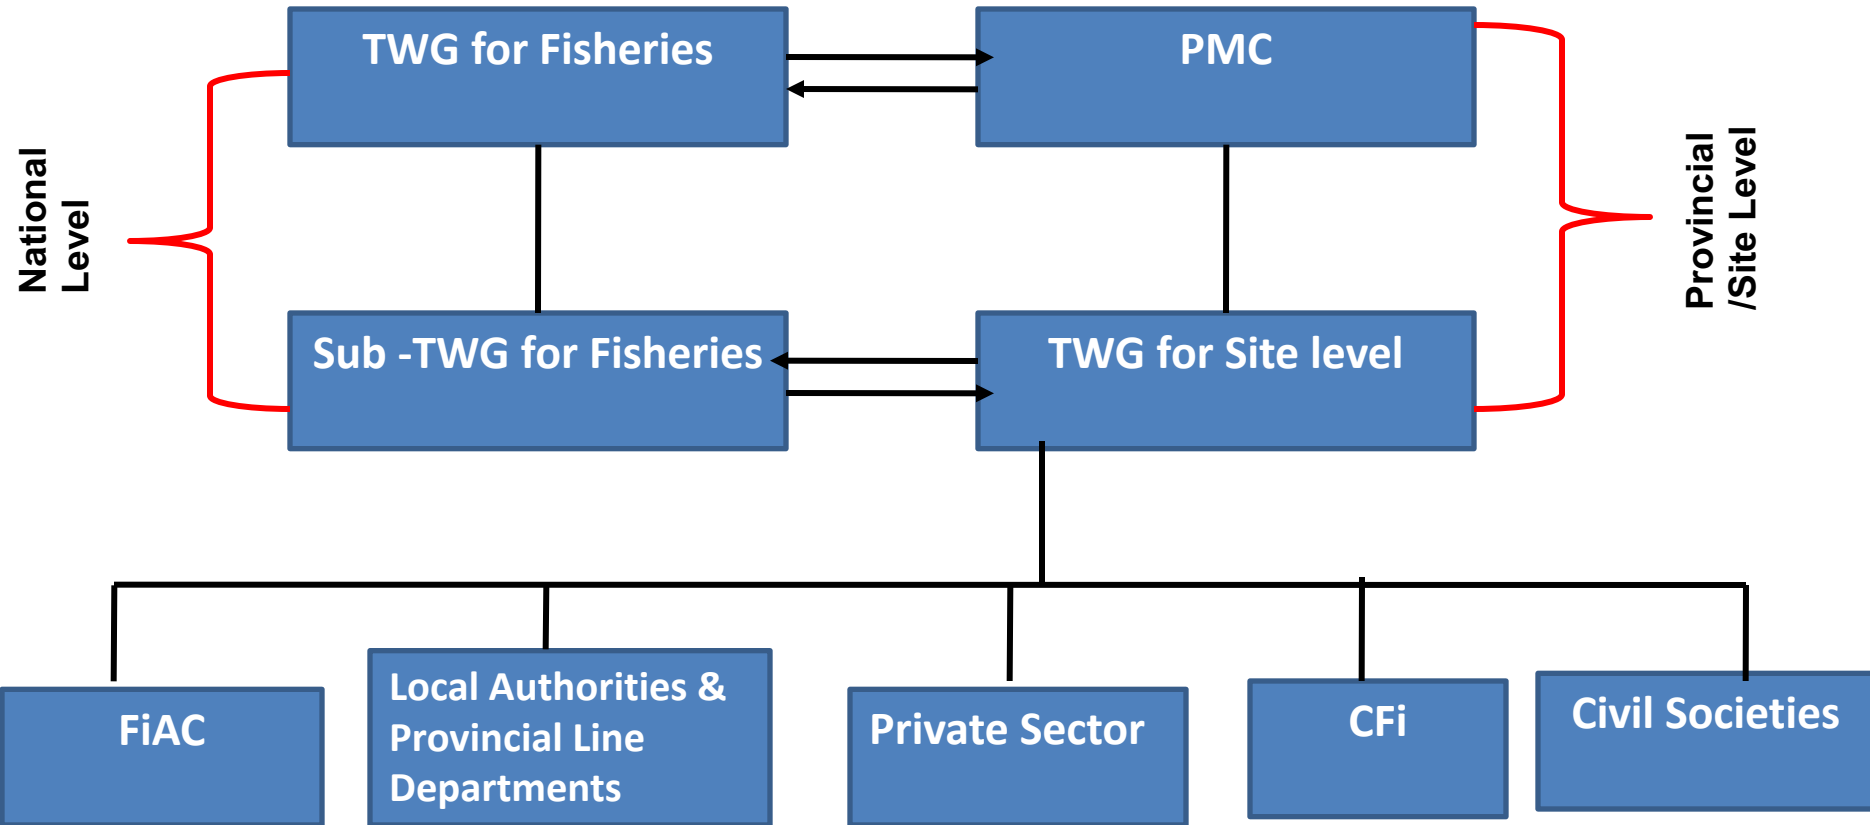 TWG for Fisheries
PMC
National
Level
Provincial
/Site Level
Sub -TWG for Fisheries
TWG for Site level
FiAC
Local Authorities &
Provincial Line
Departments
Private Sector
CFi
Civil Societies